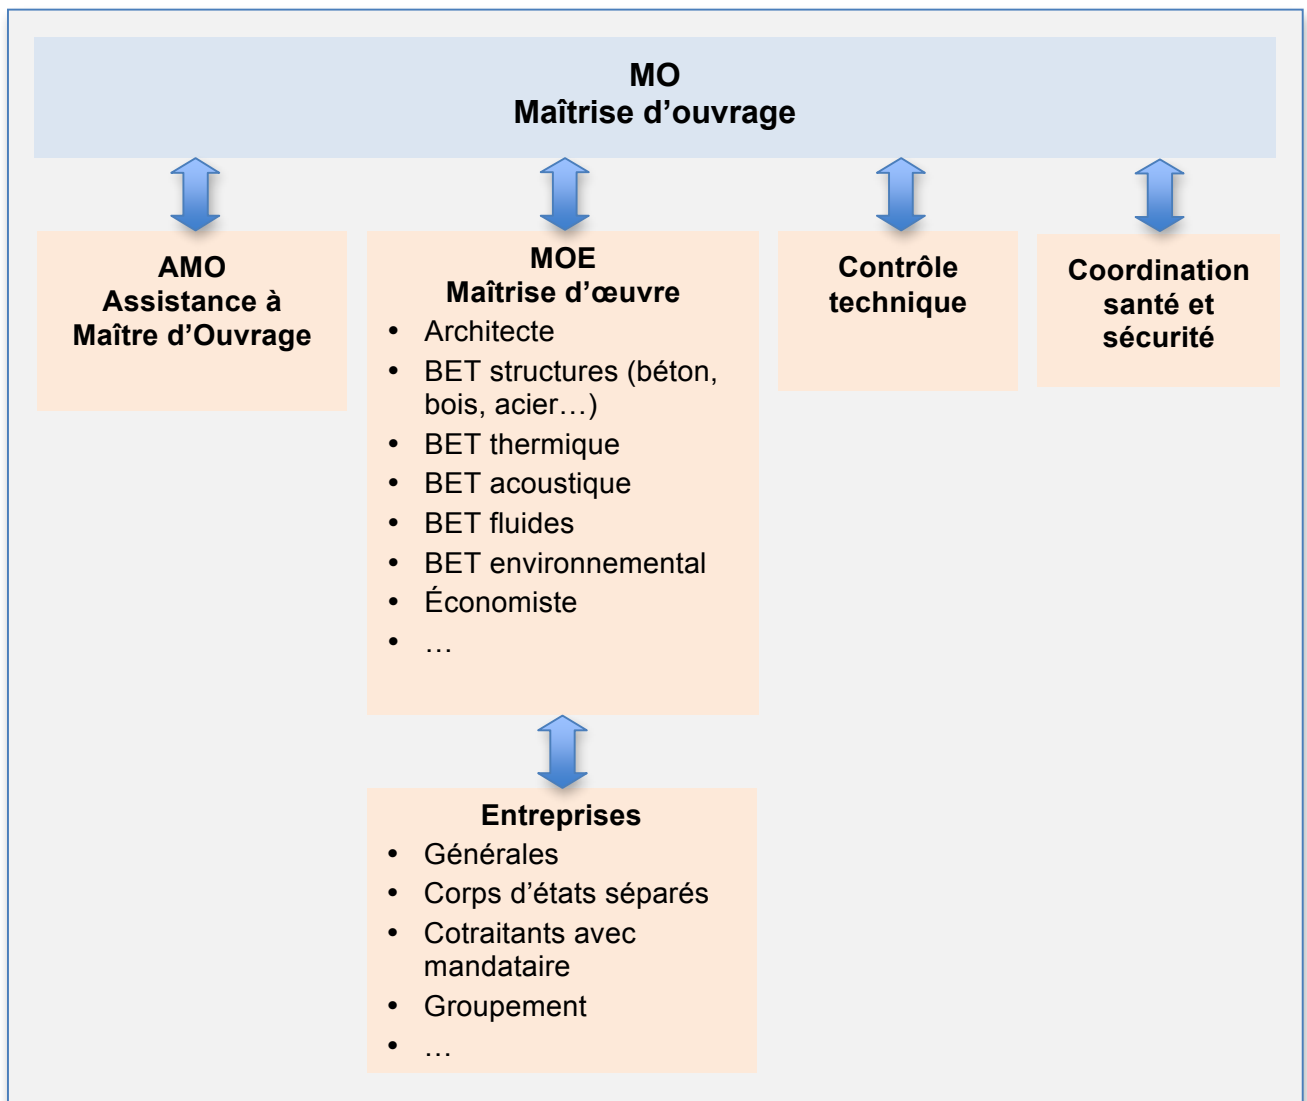 MO
Maîtrise d’ouvrage
AMO
Assistance à
Maître d’Ouvrage
MOE
Maîtrise d’œuvre
• Architecte
• BET structures (béton,
bois, acier…)
• BET thermique
• BET acoustique
• BET fluides
• BET environnemental
• Économiste
• …
Contrôle
technique
Coordination
santé et
sécurité
Entreprises
• Générales
• Corps d’états séparés
• Cotraitants avec
mandataire
• Groupement
• …